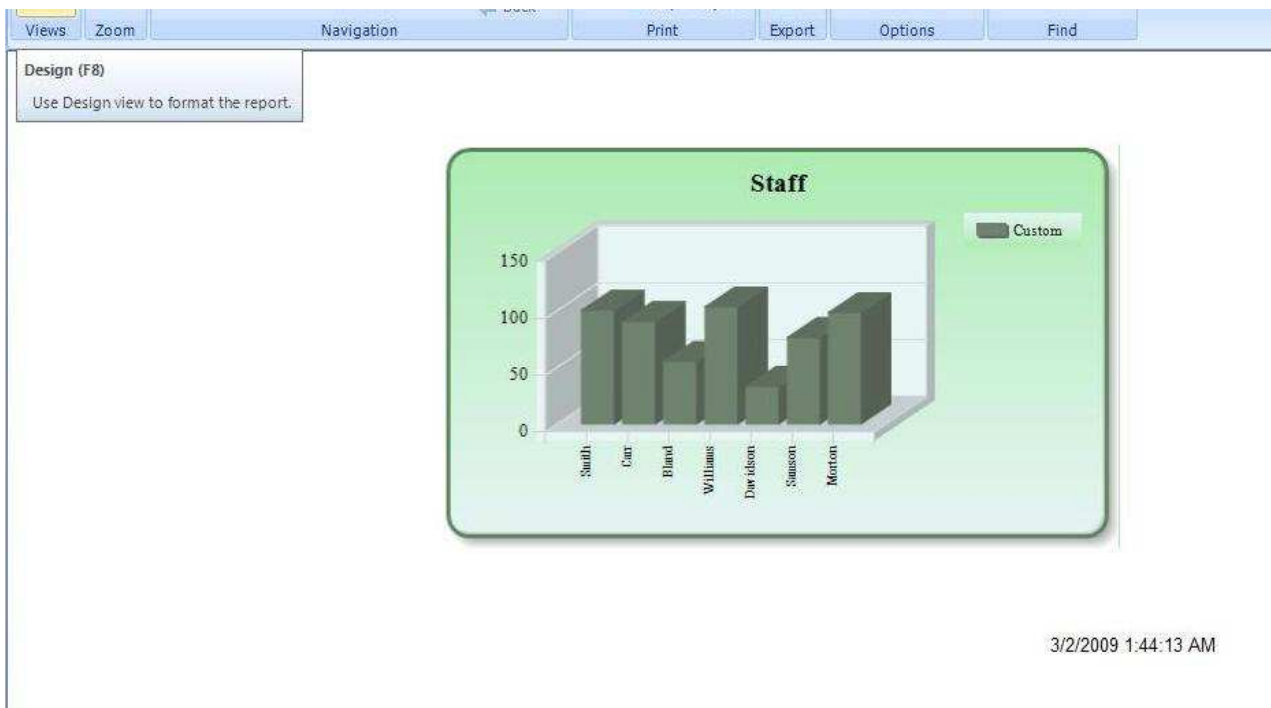 Back
Views Zoom Navigation Print Export Options Find
Design (F8)
Use Design view to format the report.
Staff
Custom
150
100
50
0
Smith
Carr
Bland
Williams
Davidson
Samson
Morton
3/2/2009 1:44:13 AM